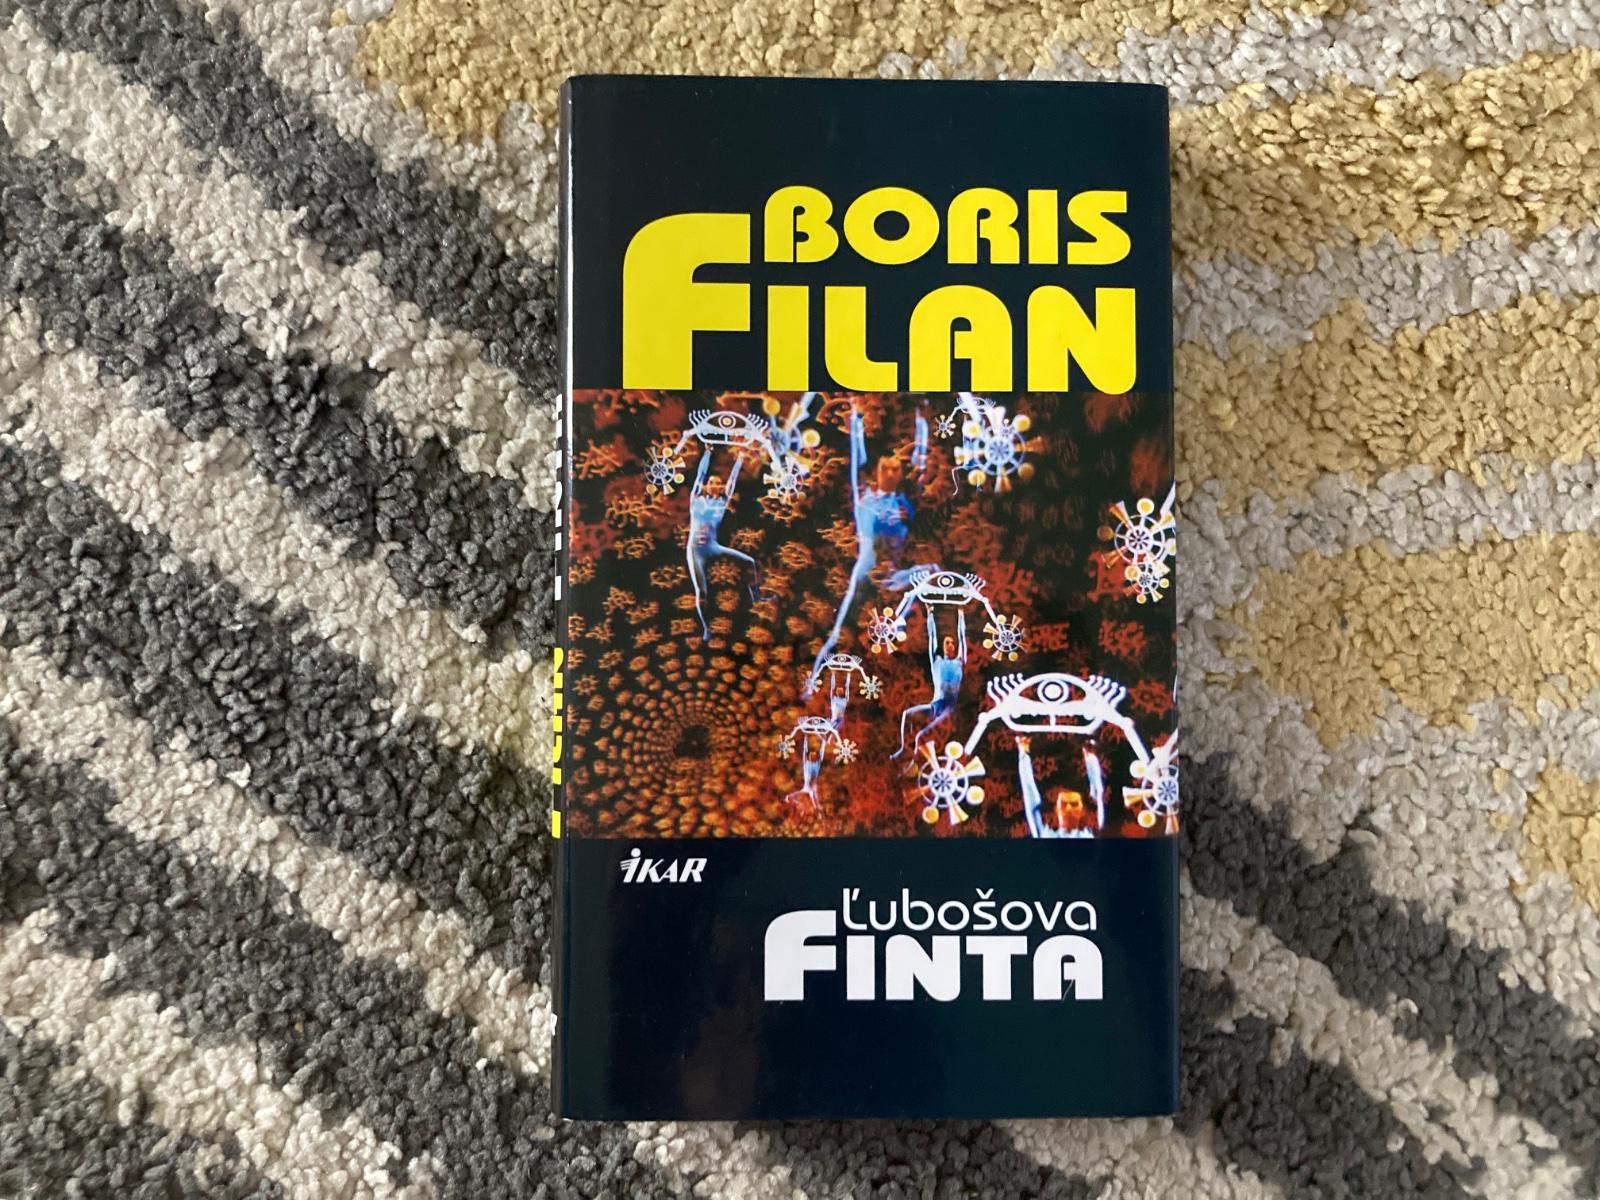 BORIS
FILAN
iKAR
Ľubošova
FINTA